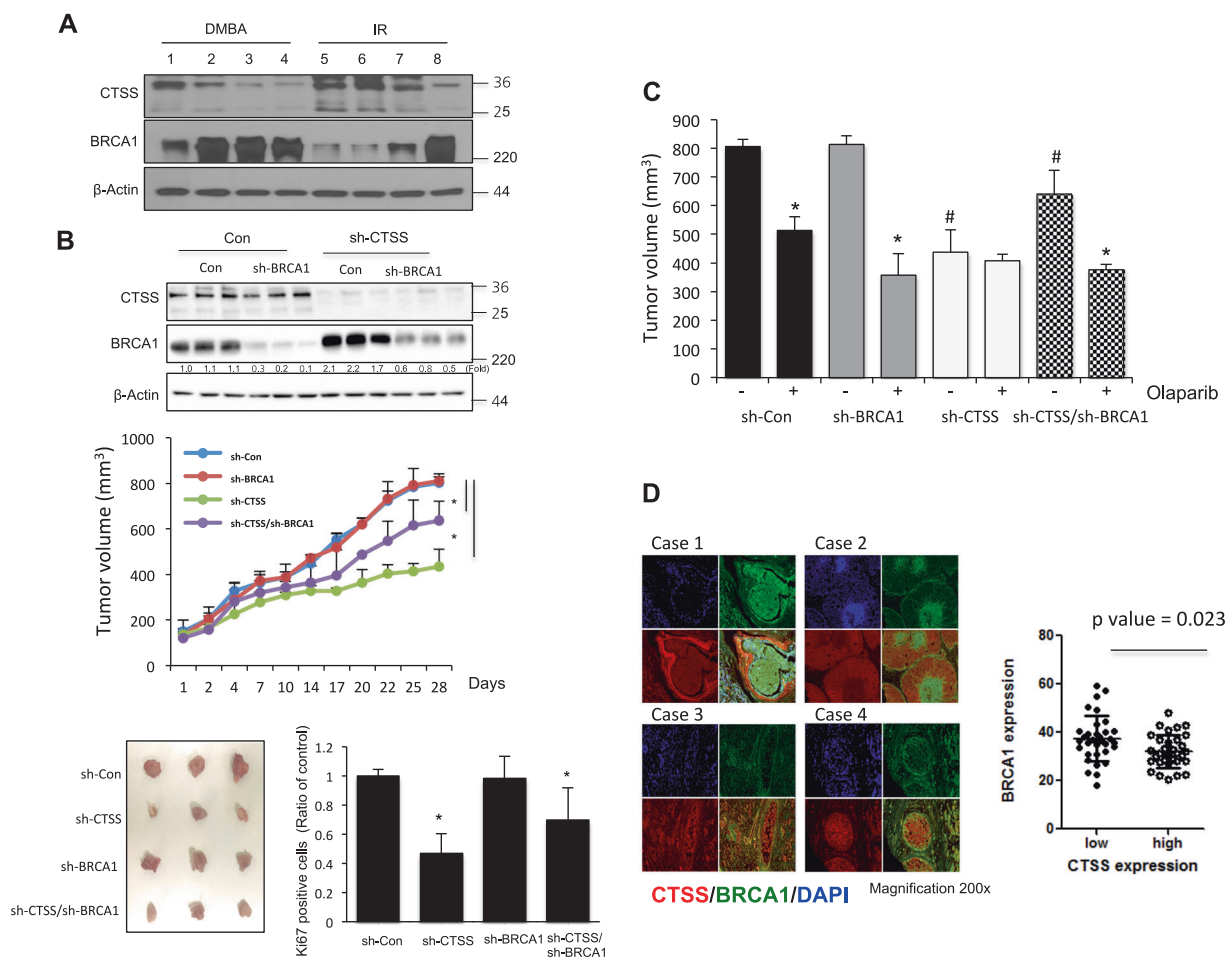 A
DMBA IR
1 2 3 4 5 6 7 8
CTSS
36
25
BRCA1
220
β-Actin
44
B
Con sh-CTSS
Con sh-BRCA1 Con sh-BRCA1
CTSS
36
25
BRCA1
220
1.0 1.1 1.1 0.3 0.2 0.1 2.1 2.2 1.7 0.6 0.8 0.5 (Fold)
β-Actin
44
Tumor volume (mm³)
1000
800
600
400
200
0
sh-Con
sh-BRCA1
sh-CTSS
sh-CTSS/sh-BRCA1
*
*
1 2 4 7 10 14 17 20 22 25 28 Days
sh-Con
sh-CTSS
sh-BRCA1
sh-CTSS/sh-BRCA1
Ki67 positive cells (Ratio of control)
1.2
1
0.8
0.6
0.4
0.2
0
* *
sh-Con sh-CTSS sh-BRCA1 sh-CTSS/
sh-BRCA1
C
Tumor volume (mm³)
900
800
700
600
500
400
300
200
100
0
* * # # *
- + - + - + - + Olaparib
sh-Con sh-BRCA1 sh-CTSS sh-CTSS/sh-BRCA1
D
Case 1 Case 2
Case 3 Case 4
CTSS/BRCA1/DAPI Magnification 200x
p value = 0.023
BRCA1 expression
80
60
40
20
0
low high
CTSS expression